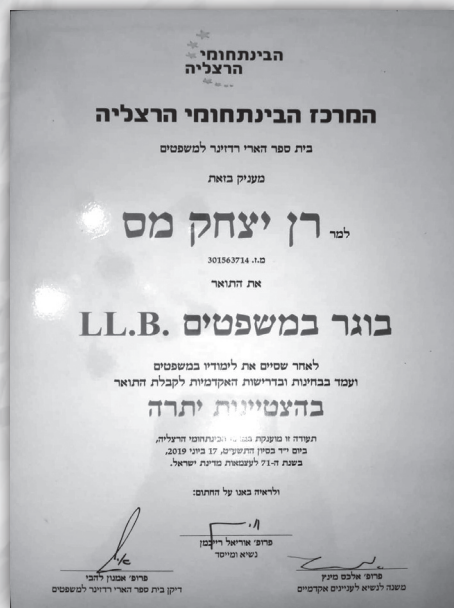 הבינתחומי
הרצליה
המרכז הבינתחומי הרצליה
בית ספר הארי רדזינר למשפטים
מעניק בזאת
למר רן יצחק מס
מ.ז. 301563714
את התואר
בוגר במשפטים LL.B.
לאחר שסיים את לימודיו במשפטים
ועמד בבחינות ובדרישות האקדמיות לקבלת התואר
בהצטיינות יתרה
תעודה זו מוענקת במרכז הבינתחומי הרצליה,
ביום י"ד בסיון התשע"ט, 17 ביוני 2019,
בשנת ה-71 לעצמאות מדינת ישראל.
ולראיה באנו על החתום:
פרופ' אמנון להבי
דיקן בית ספר הארי רדזינר למשפטים
פרופ' אוריאל רייכמן
נשיא ומייסד
פרופ' אלכס מינץ
משנה לנשיא לעניינים אקדמיים